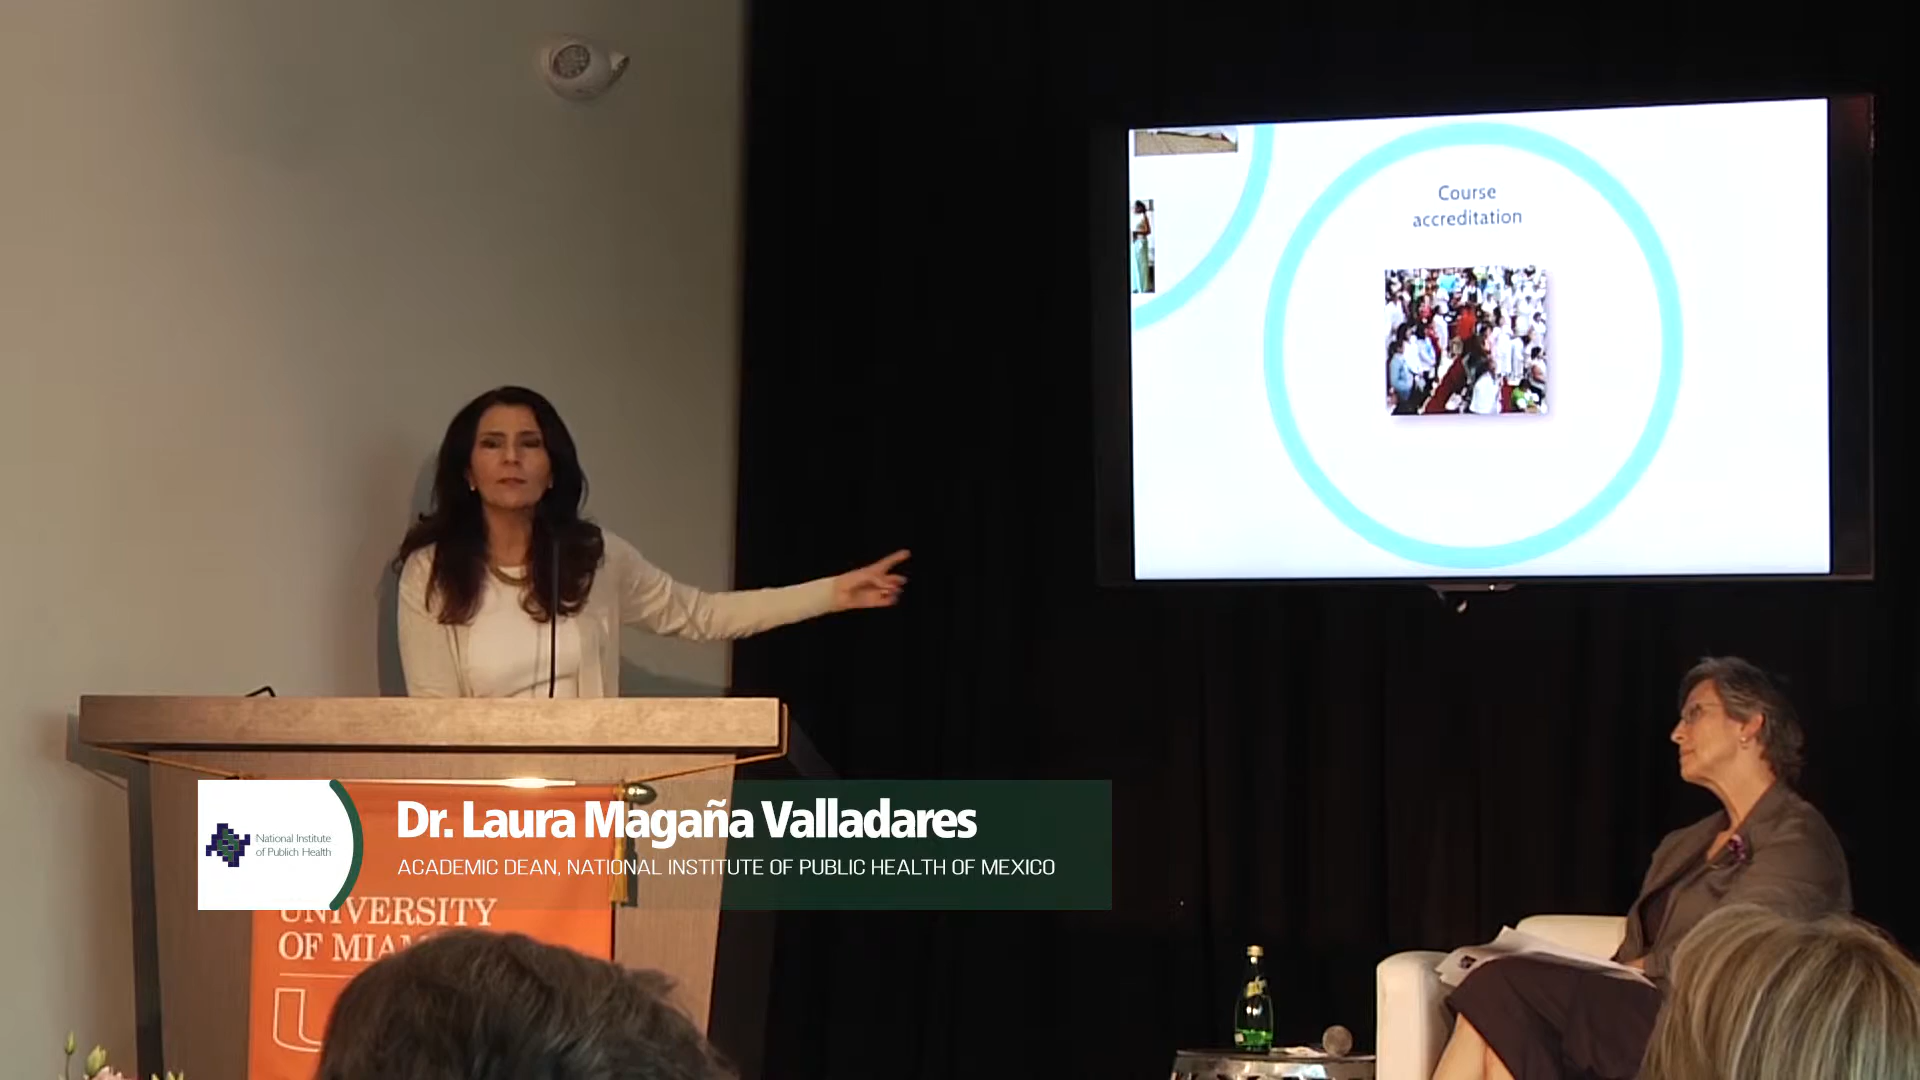 Course
accreditation
Dr. Laura Magaña Valladares
ACADEMIC DEAN, NATIONAL INSTITUTE OF PUBLIC HEALTH OF MEXICO
National Institute
of Publich Health
UNIVERSITY
OF MIAM
U